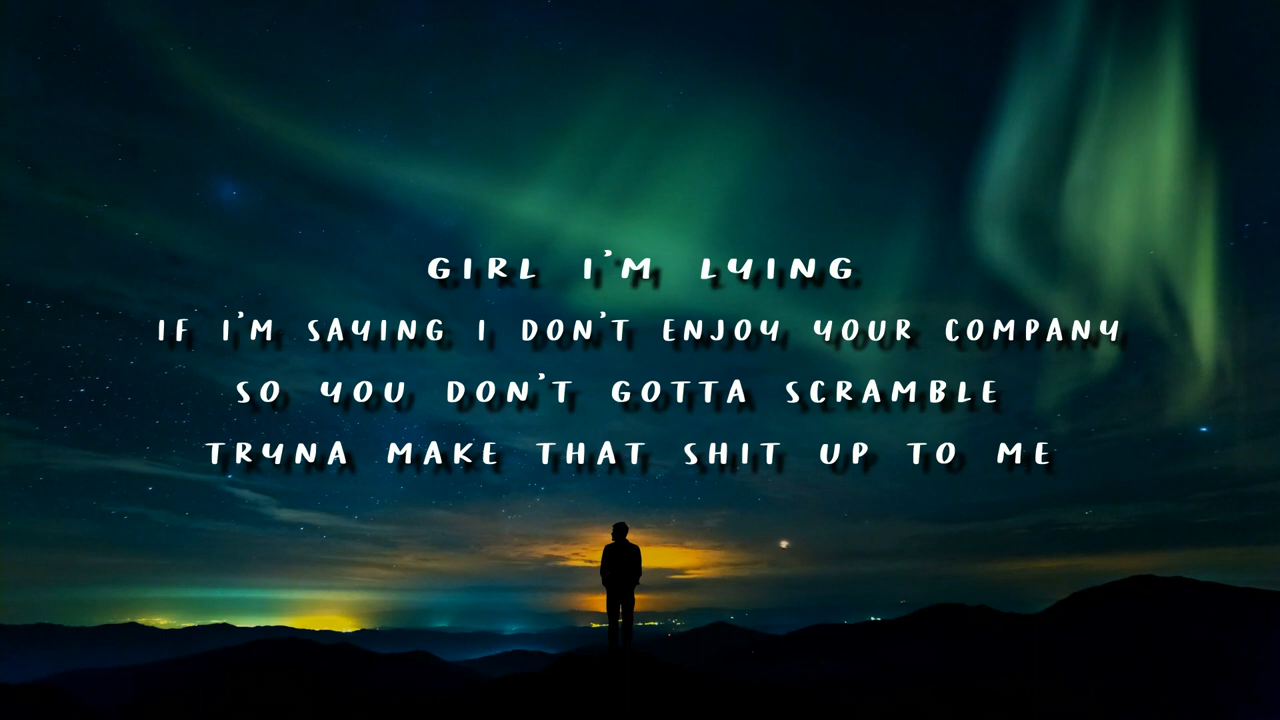 GIRL I'M LYING
IF I'M SAYING I DON'T ENJOY YOUR COMPANY
SO YOU DON'T GOTTA SCRAMBLE
TRYNA MAKE THAT SHIT UP TO ME